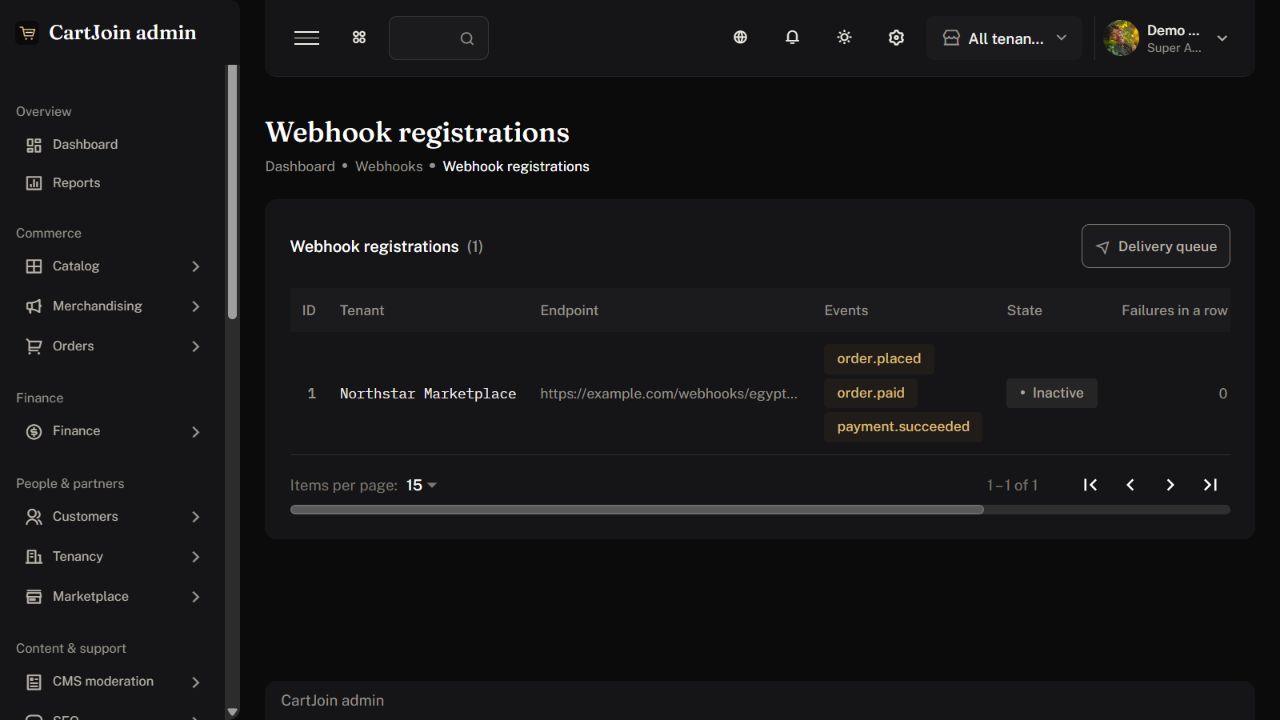 CartJoin admin
All tenan...
Demo ...
Super A...
Overview
Dashboard
Reports
Commerce
Catalog
Merchandising
Orders
Finance
Finance
People & partners
Customers
Tenancy
Marketplace
Content & support
CMS moderation
SEO
Webhook registrations
Dashboard • Webhooks • Webhook registrations
Webhook registrations (1)
Delivery queue
ID Tenant Endpoint Events State Failures in a row
1 Northstar Marketplace https://example.com/webhooks/egypt... order.placed
order.paid
payment.succeeded
• Inactive 0
Items per page: 15
1–1 of 1
CartJoin admin